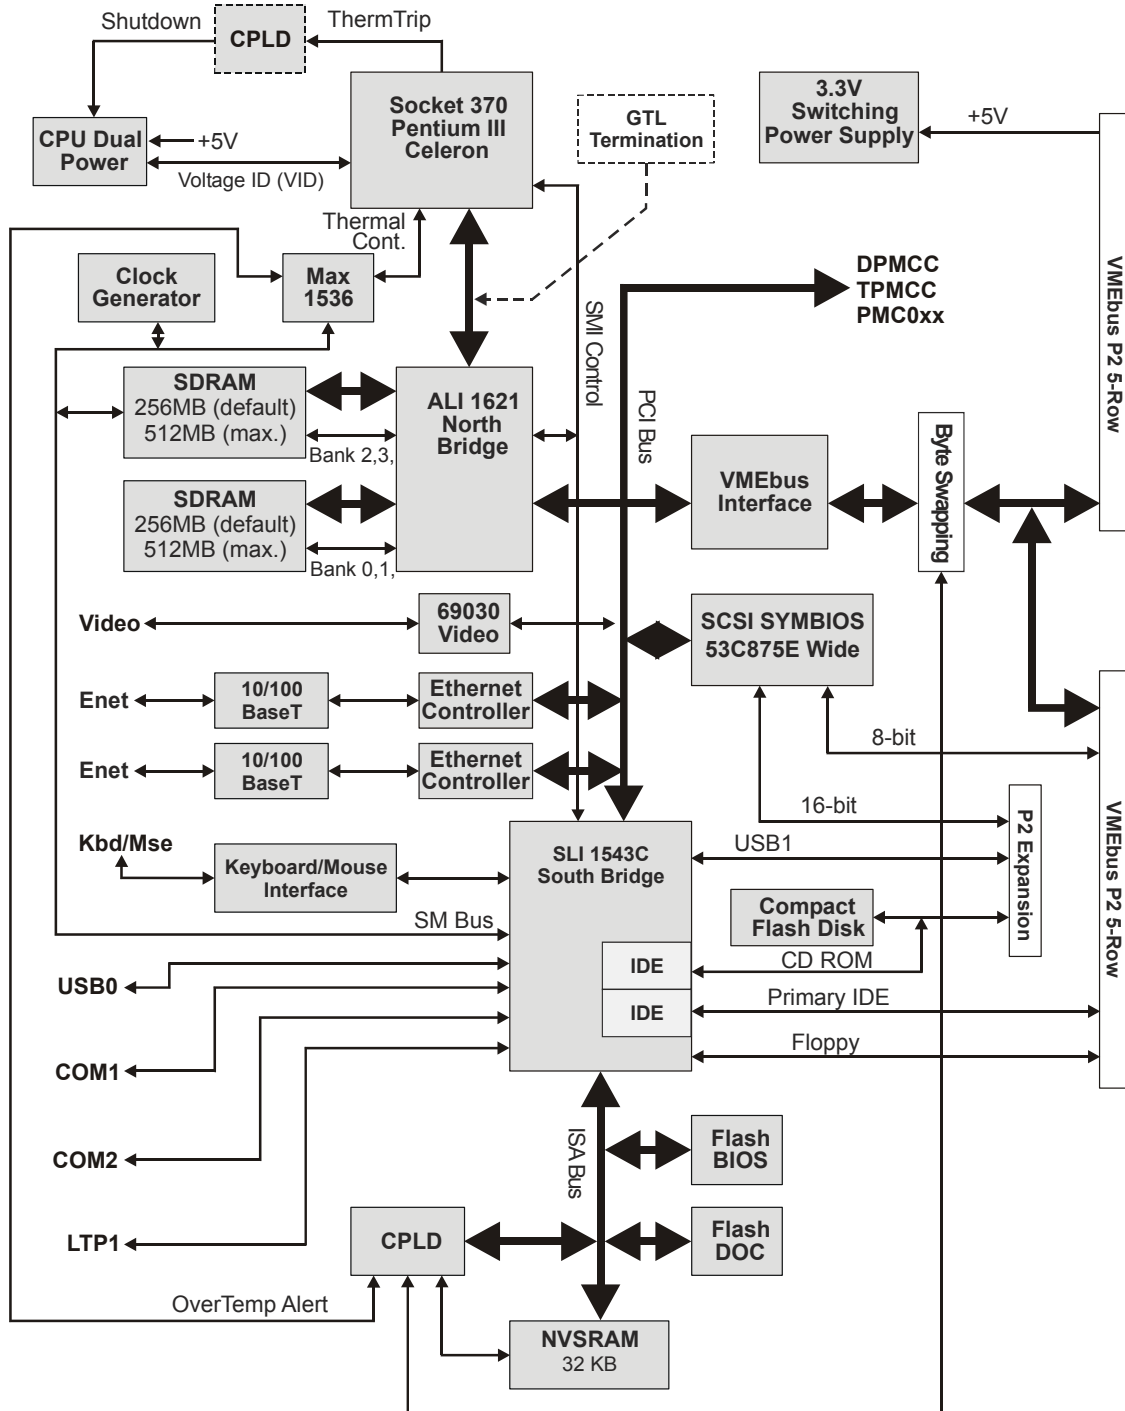 Shutdown
CPLD
ThermTrip
Socket 370
Pentium III
Celeron
GTL
Termination
3.3V
Switching
Power Supply
+5V
CPU Dual
Power
+5V
Voltage ID (VID)
Thermal
Cont.
Clock
Generator
Max
1536
DPMCC
TPMCC
PMC0xx
VMEbus P2 5-Row
SMI Control
PCI Bus
SDRAM
256MB (default)
512MB (max.)
Bank 2,3,
ALI 1621
North
Bridge
VMEbus
Interface
Byte Swapping
SDRAM
256MB (default)
512MB (max.)
Bank 0,1,
Video
69030
Video
SCSI SYMBIOS
53C875E Wide
Enet
10/100
BaseT
Ethernet
Controller
8-bit
Enet
10/100
BaseT
Ethernet
Controller
16-bit
Kbd/Mse
Keyboard/Mouse
Interface
SLI 1543C
South Bridge
USB1
P2 Expansion
VMEbus P2 5-Row
Compact
Flash Disk
SM Bus
IDE
CD ROM
USB0
IDE
Primary IDE
Floppy
COM1
COM2
ISA Bus
Flash
BIOS
LTP1
CPLD
Flash
DOC
OverTemp Alert
NVSRAM
32 KB